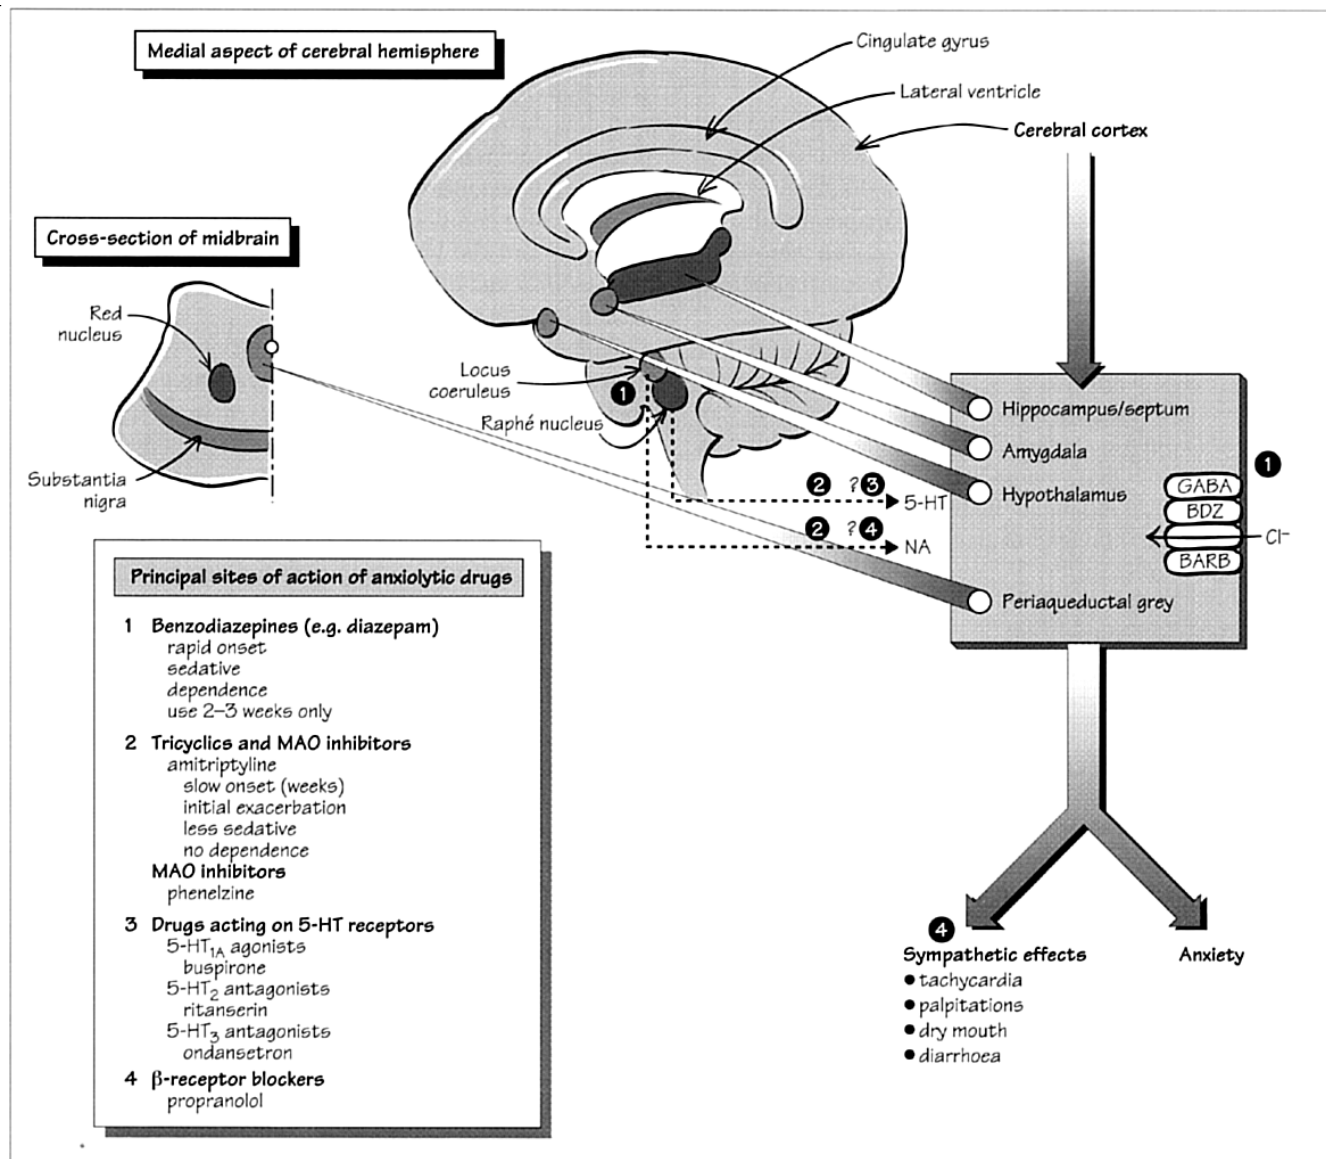 Medial aspect of cerebral hemisphere
Cingulate gyrus
Lateral ventricle
Cerebral cortex
Cross-section of midbrain
Red
nucleus
Substantia
nigra
Locus
coeruleus
1
Raphé nucleus
2 ?3
5-HT
2 ?4
NA
Hippocampus/septum
Amygdala
Hypothalamus
Periaqueductal grey
1
GABA
BDZ
Cl⁻
BARB
Principal sites of action of anxiolytic drugs
1 Benzodiazepines (e.g. diazepam)
rapid onset
sedative
dependence
use 2–3 weeks only
2 Tricyclics and MAO inhibitors
amitriptyline
slow onset (weeks)
initial exacerbation
less sedative
no dependence
MAO inhibitors
phenelzine
3 Drugs acting on 5-HT receptors
5-HT₁A agonists
buspirone
5-HT₂ antagonists
ritanserin
5-HT₃ antagonists
ondansetron
4 β-receptor blockers
propranolol
4
Sympathetic effects
● tachycardia
● palpitations
● dry mouth
● diarrhoea
Anxiety